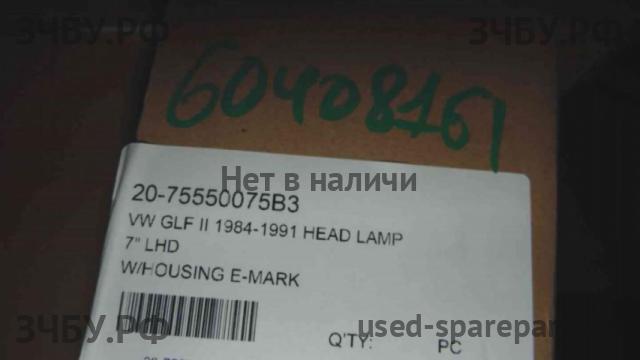 ЗЧБУ.РФ
ЗЧБУ.РФ
60408761
Нет в наличи
20-75550075B3
VW GLF II 1984-1991 HEAD LAMP
7" LHD
W/HOUSING E-MARK
ЗЧБУ.РФ
Q'TY:
PC
used-sparepar